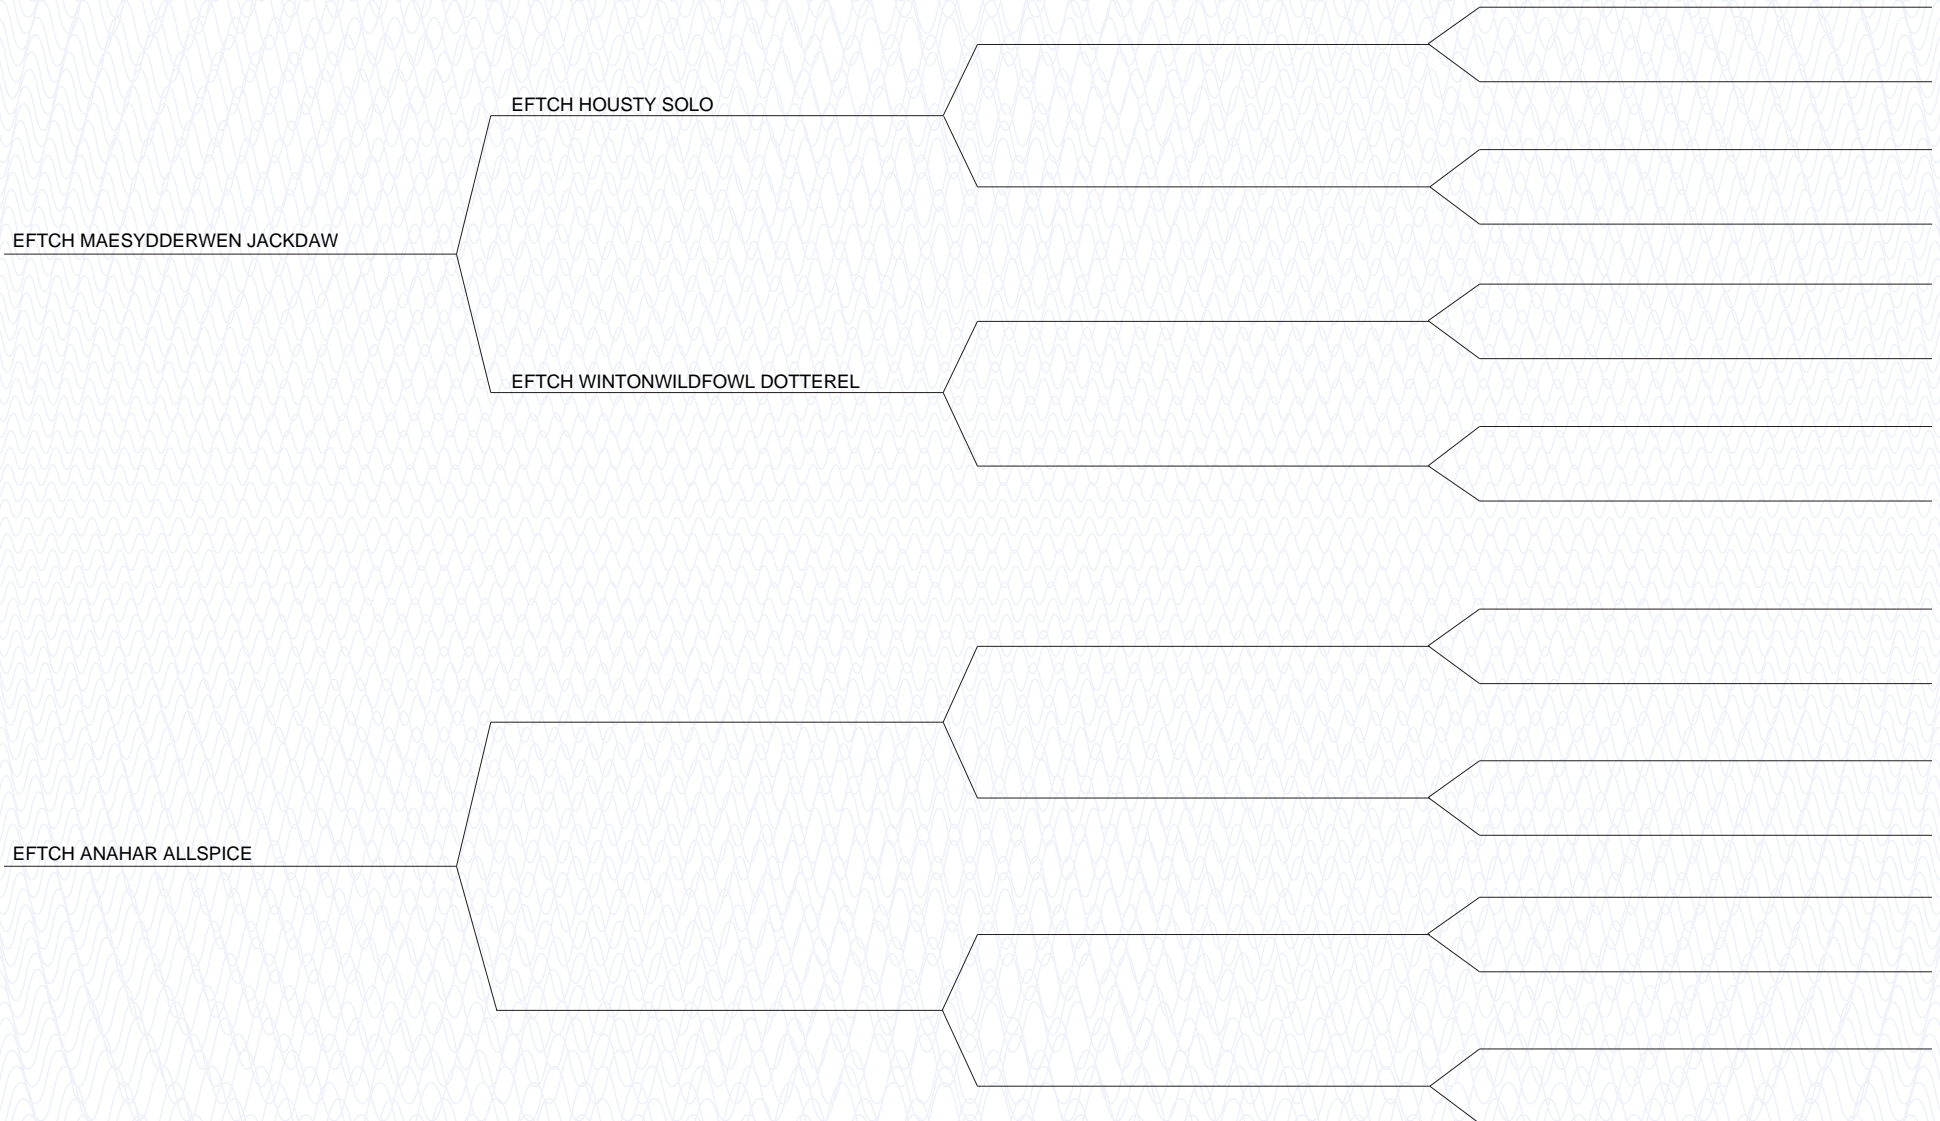 EFTCH HOUSTY SOLO
EFTCH MAESYDDERWEN JACKDAW
EFTCH WINTONWILDFOWL DOTTEREL
EFTCH ANAHAR ALLSPICE